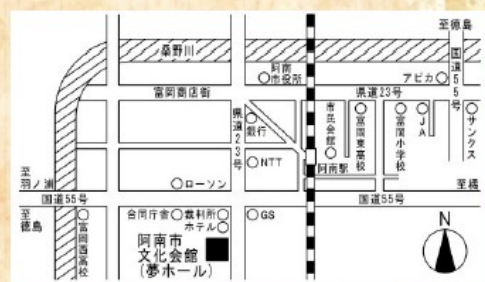 至徳島
桑野川
国道55号
阿南
市役所
アピカ
富岡商店街
県道23号
県道23号
銀行
市民会館
富岡東高校
富岡小学校
JA
サンクス
NTT
阿南駅
至
羽ノ浦
ローソン
至橘
国道55号
国道55号
至
徳島
富岡西高校
合同庁舎
裁判所
ホテル
GS
N
阿南市
文化会館
(夢ホール)